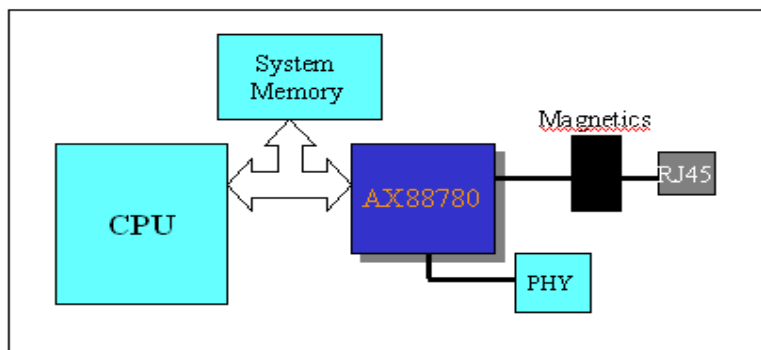 System
Memory
Magnetics
CPU
AX88780
RJ45
PHY